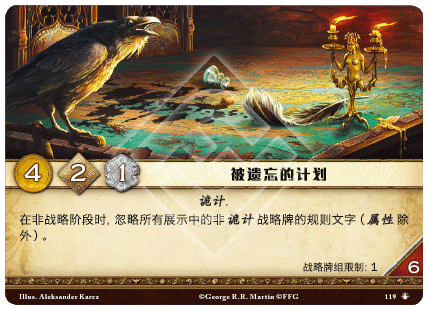 4 2 1 被遗忘的计划
诡计.
在非战略阶段时, 忽略所有展示中的非 诡计 战略牌的规则文字 ( 属性 除
外 ) 。
战略牌组限制: 1
6
Illus. Aleksander Karcz ©George R.R. Martin ©FFG 119